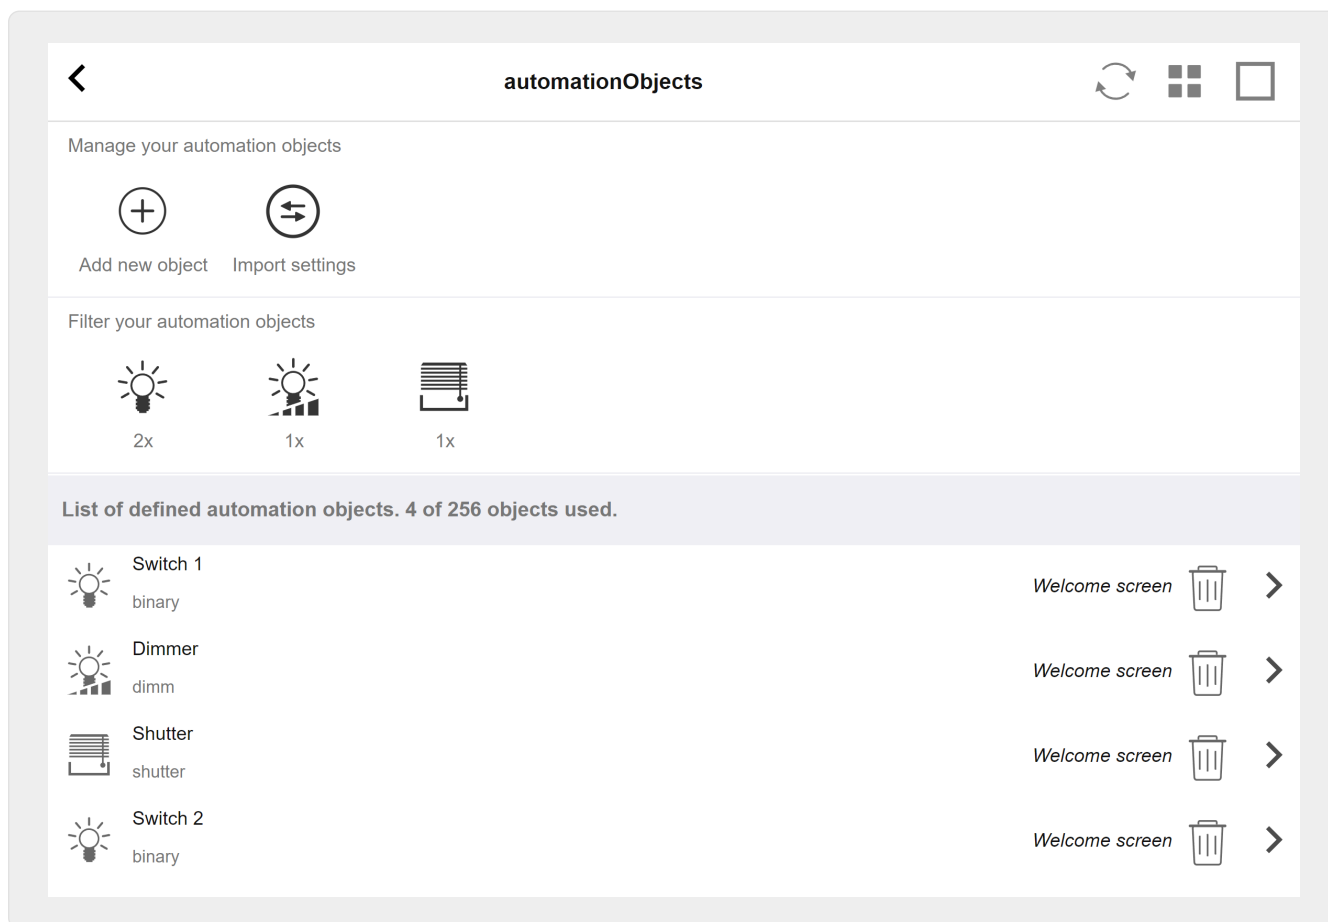 automationObjects
Manage your automation objects
Add new object
Import settings
Filter your automation objects
2x
1x
1x
List of defined automation objects. 4 of 256 objects used.
Switch 1
binary
Welcome screen
Dimmer
dimm
Welcome screen
Shutter
shutter
Welcome screen
Switch 2
binary
Welcome screen